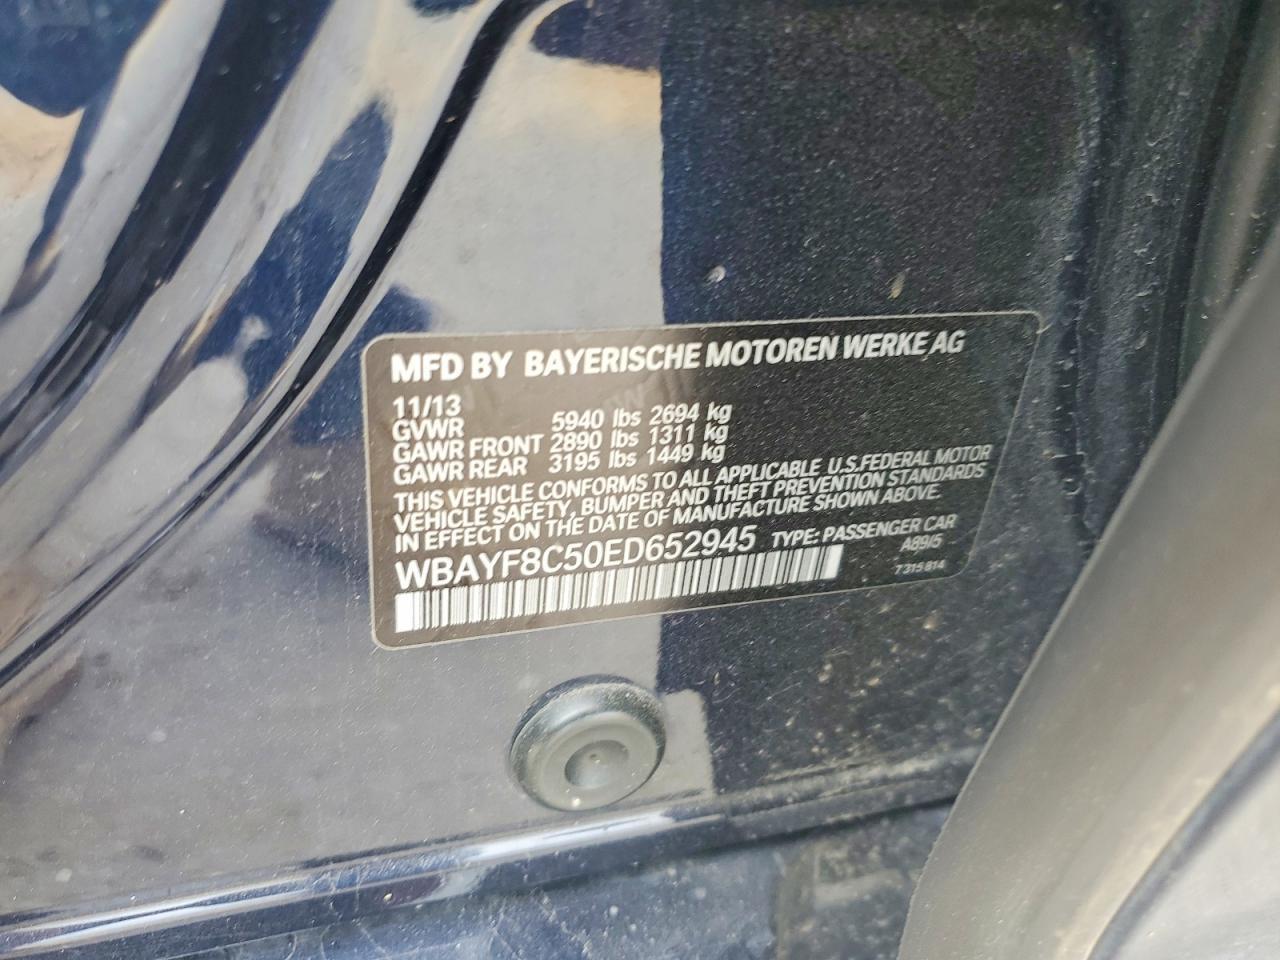 MFD BY BAYERISCHE MOTOREN WERKE AG
11/13
GVWR 5940 lbs 2694 kg
GAWR FRONT 2890 lbs 1311 kg
GAWR REAR 3195 lbs 1449 kg
THIS VEHICLE CONFORMS TO ALL APPLICABLE U.S.FEDERAL MOTOR
VEHICLE SAFETY, BUMPER AND THEFT PREVENTION STANDARDS
IN EFFECT ON THE DATE OF MANUFACTURE SHOWN ABOVE.
WBAYF8C50ED652945 TYPE: PASSENGER CAR
A89/5
7 315 814